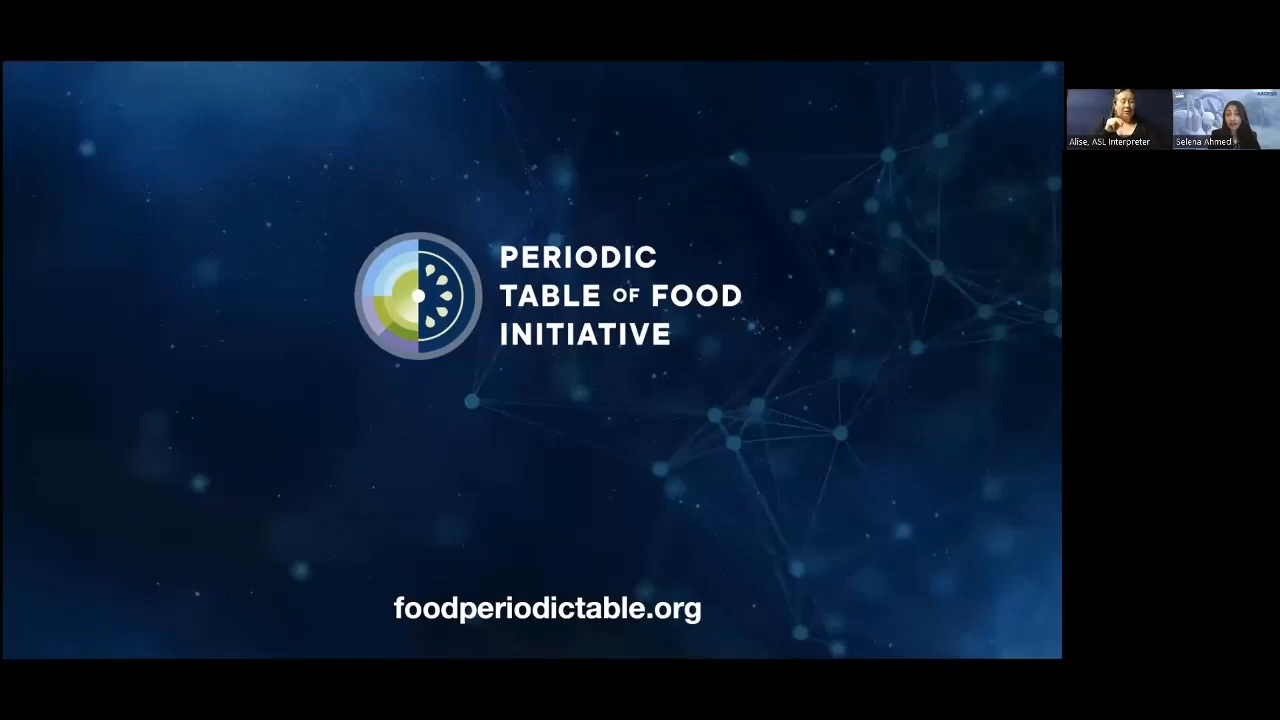 PERIODIC
TABLE OF FOOD
INITIATIVE
foodperiodictable.org
Alise, ASL Interpreter
Selena Ahmed